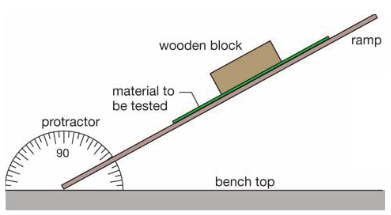 wooden block
ramp
material to
be tested
protractor
90
bench top